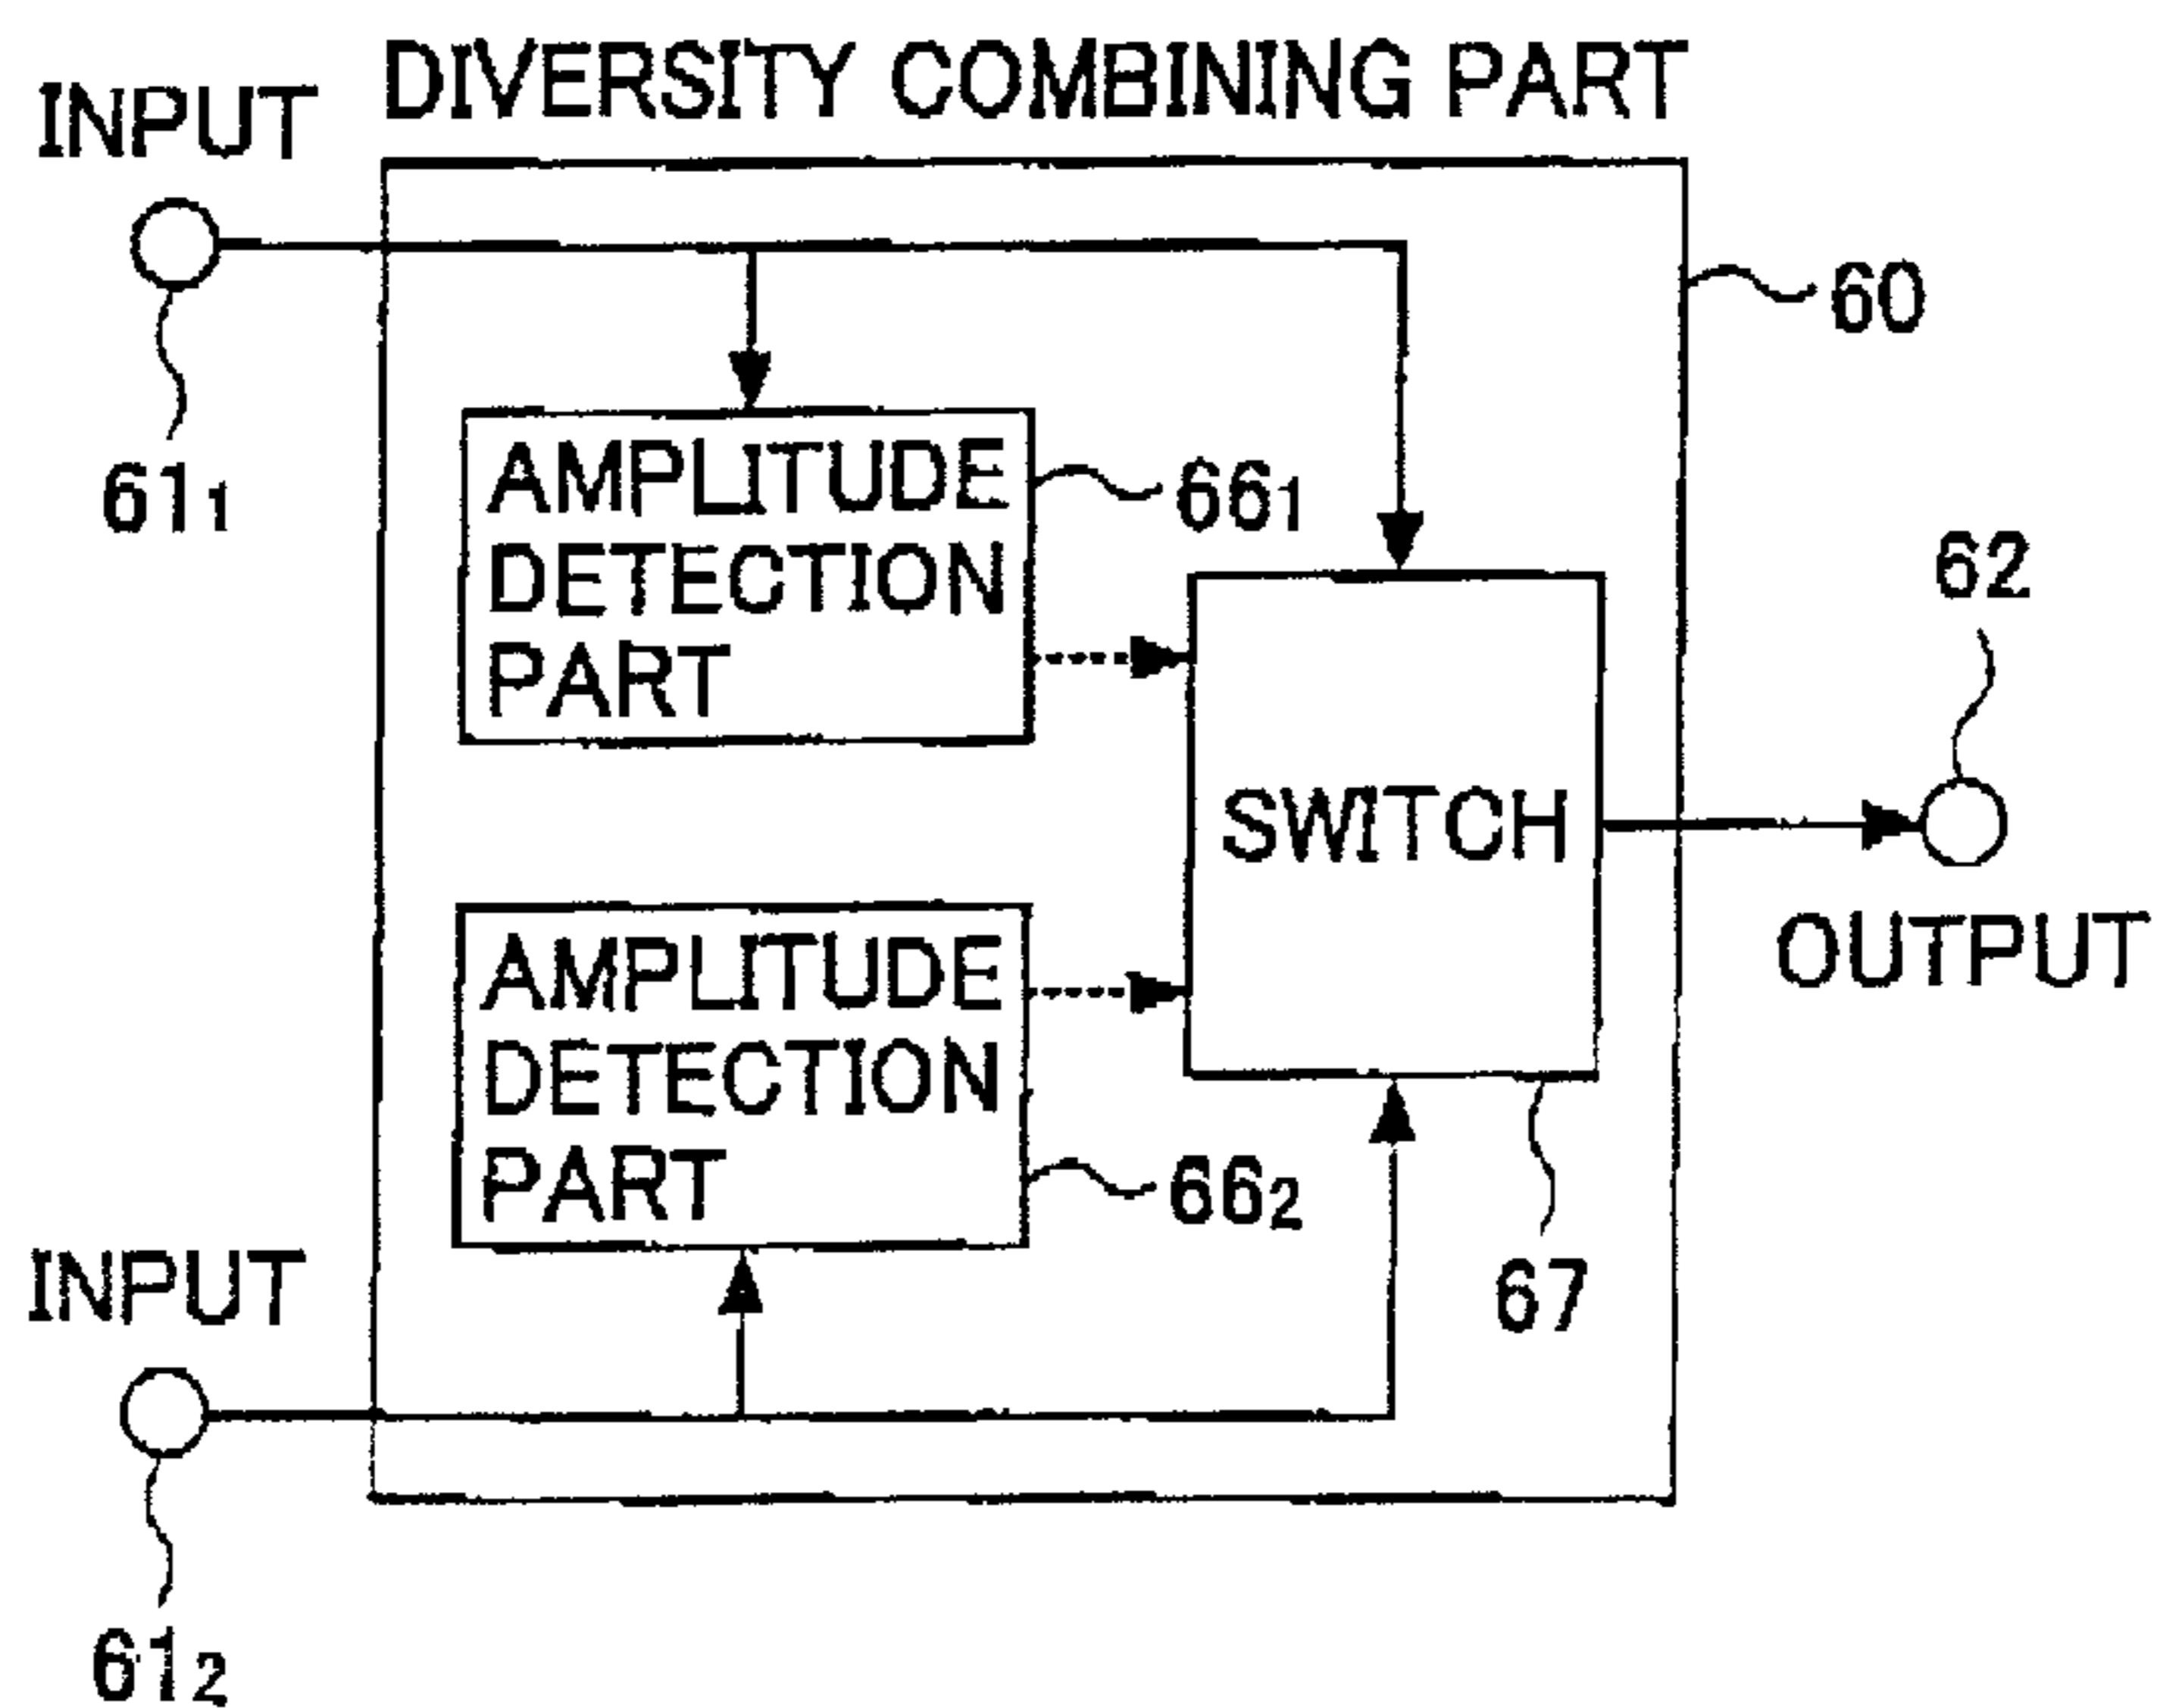 DIVERSITY COMBINING PART
INPUT
60
61₁
AMPLITUDE
DETECTION
PART
66₁
62
SWITCH
OUTPUT
AMPLITUDE
DETECTION
PART
66₂
67
INPUT
61₂